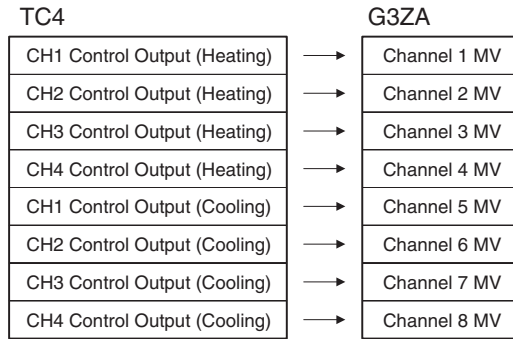 TC4 G3ZA
CH1 Control Output (Heating) Channel 1 MV
CH2 Control Output (Heating) Channel 2 MV
CH3 Control Output (Heating) Channel 3 MV
CH4 Control Output (Heating) Channel 4 MV
CH1 Control Output (Cooling) Channel 5 MV
CH2 Control Output (Cooling) Channel 6 MV
CH3 Control Output (Cooling) Channel 7 MV
CH4 Control Output (Cooling) Channel 8 MV